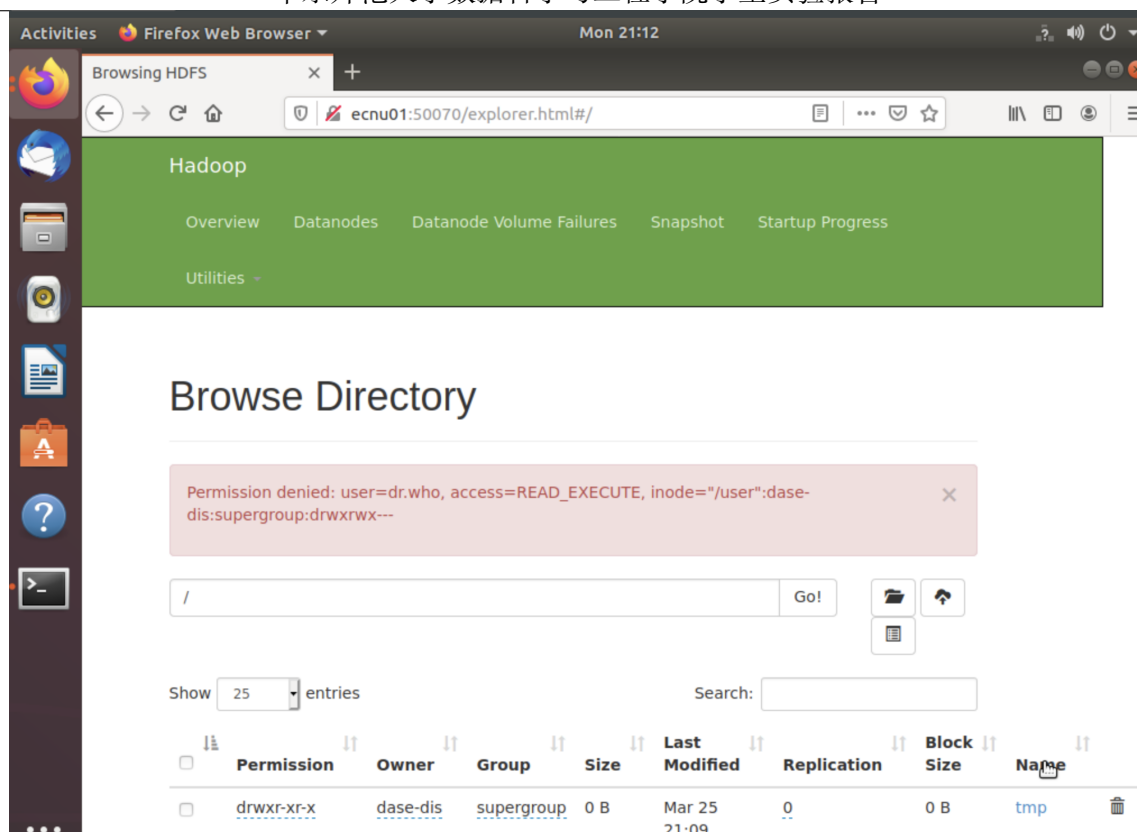 Activities Firefox Web Browser Mon 21:12
Browsing HDFS
ecnu01:50070/explorer.html#/
Hadoop
Overview Datanodes Datanode Volume Failures Snapshot Startup Progress
Utilities
Browse Directory
Permission denied: user=dr.who, access=READ_EXECUTE, inode="/user":dase-
dis:supergroup:drwxrwx---
/ Go!
Show 25 entries Search:
Permission Owner Group Size Last Modified Replication Block Size Name
drwxr-xr-x dase-dis supergroup 0 B Mar 25 0 0 B tmp
21:09